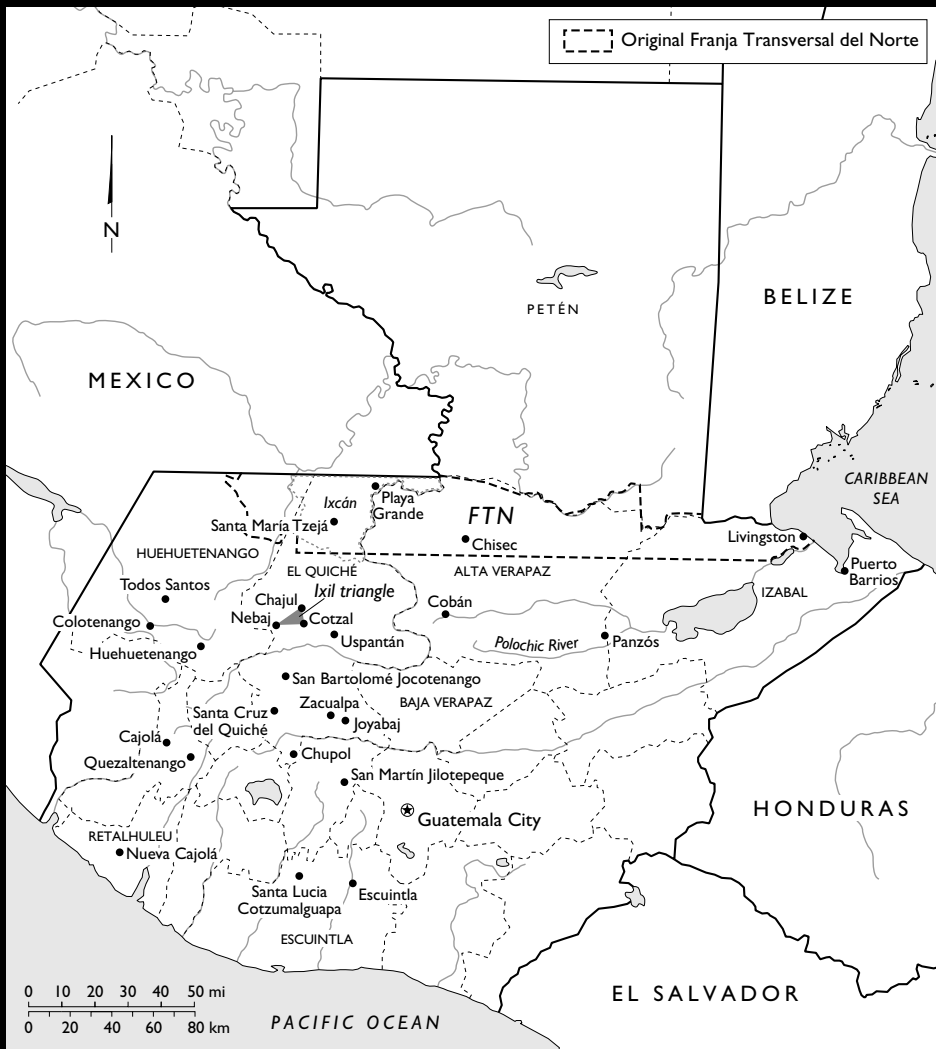 Original Franja Transversal del Norte
N
PETÉN
BELIZE
MEXICO
CARIBBEAN
SEA
Ixcán
Playa
Grande
FTN
Santa María Tzejá
Chisec
Livingston
HUEHUETENANGO
EL QUICHÉ
ALTA VERAPAZ
Puerto
Barrios
IZABAL
Todos Santos
Ixil triangle
Chajul
Cobán
Nebaj
Cotzal
Colotenango
Uspantán
Polochic River
Panzós
Huehuetenango
San Bartolomé Jocotenango
Zacualpa
BAJA VERAPAZ
Santa Cruz
del Quiché
Joyabaj
Cajolá
Chupol
Quezaltenango
San Martín Jilotepeque
HONDURAS
Guatemala City
RETALHULEU
Nueva Cajolá
Santa Lucia
Cotzumalguapa
Escuintla
ESCUINTLA
0 10 20 30 40 50 mi
0 20 40 60 80 km
EL SALVADOR
PACIFIC OCEAN